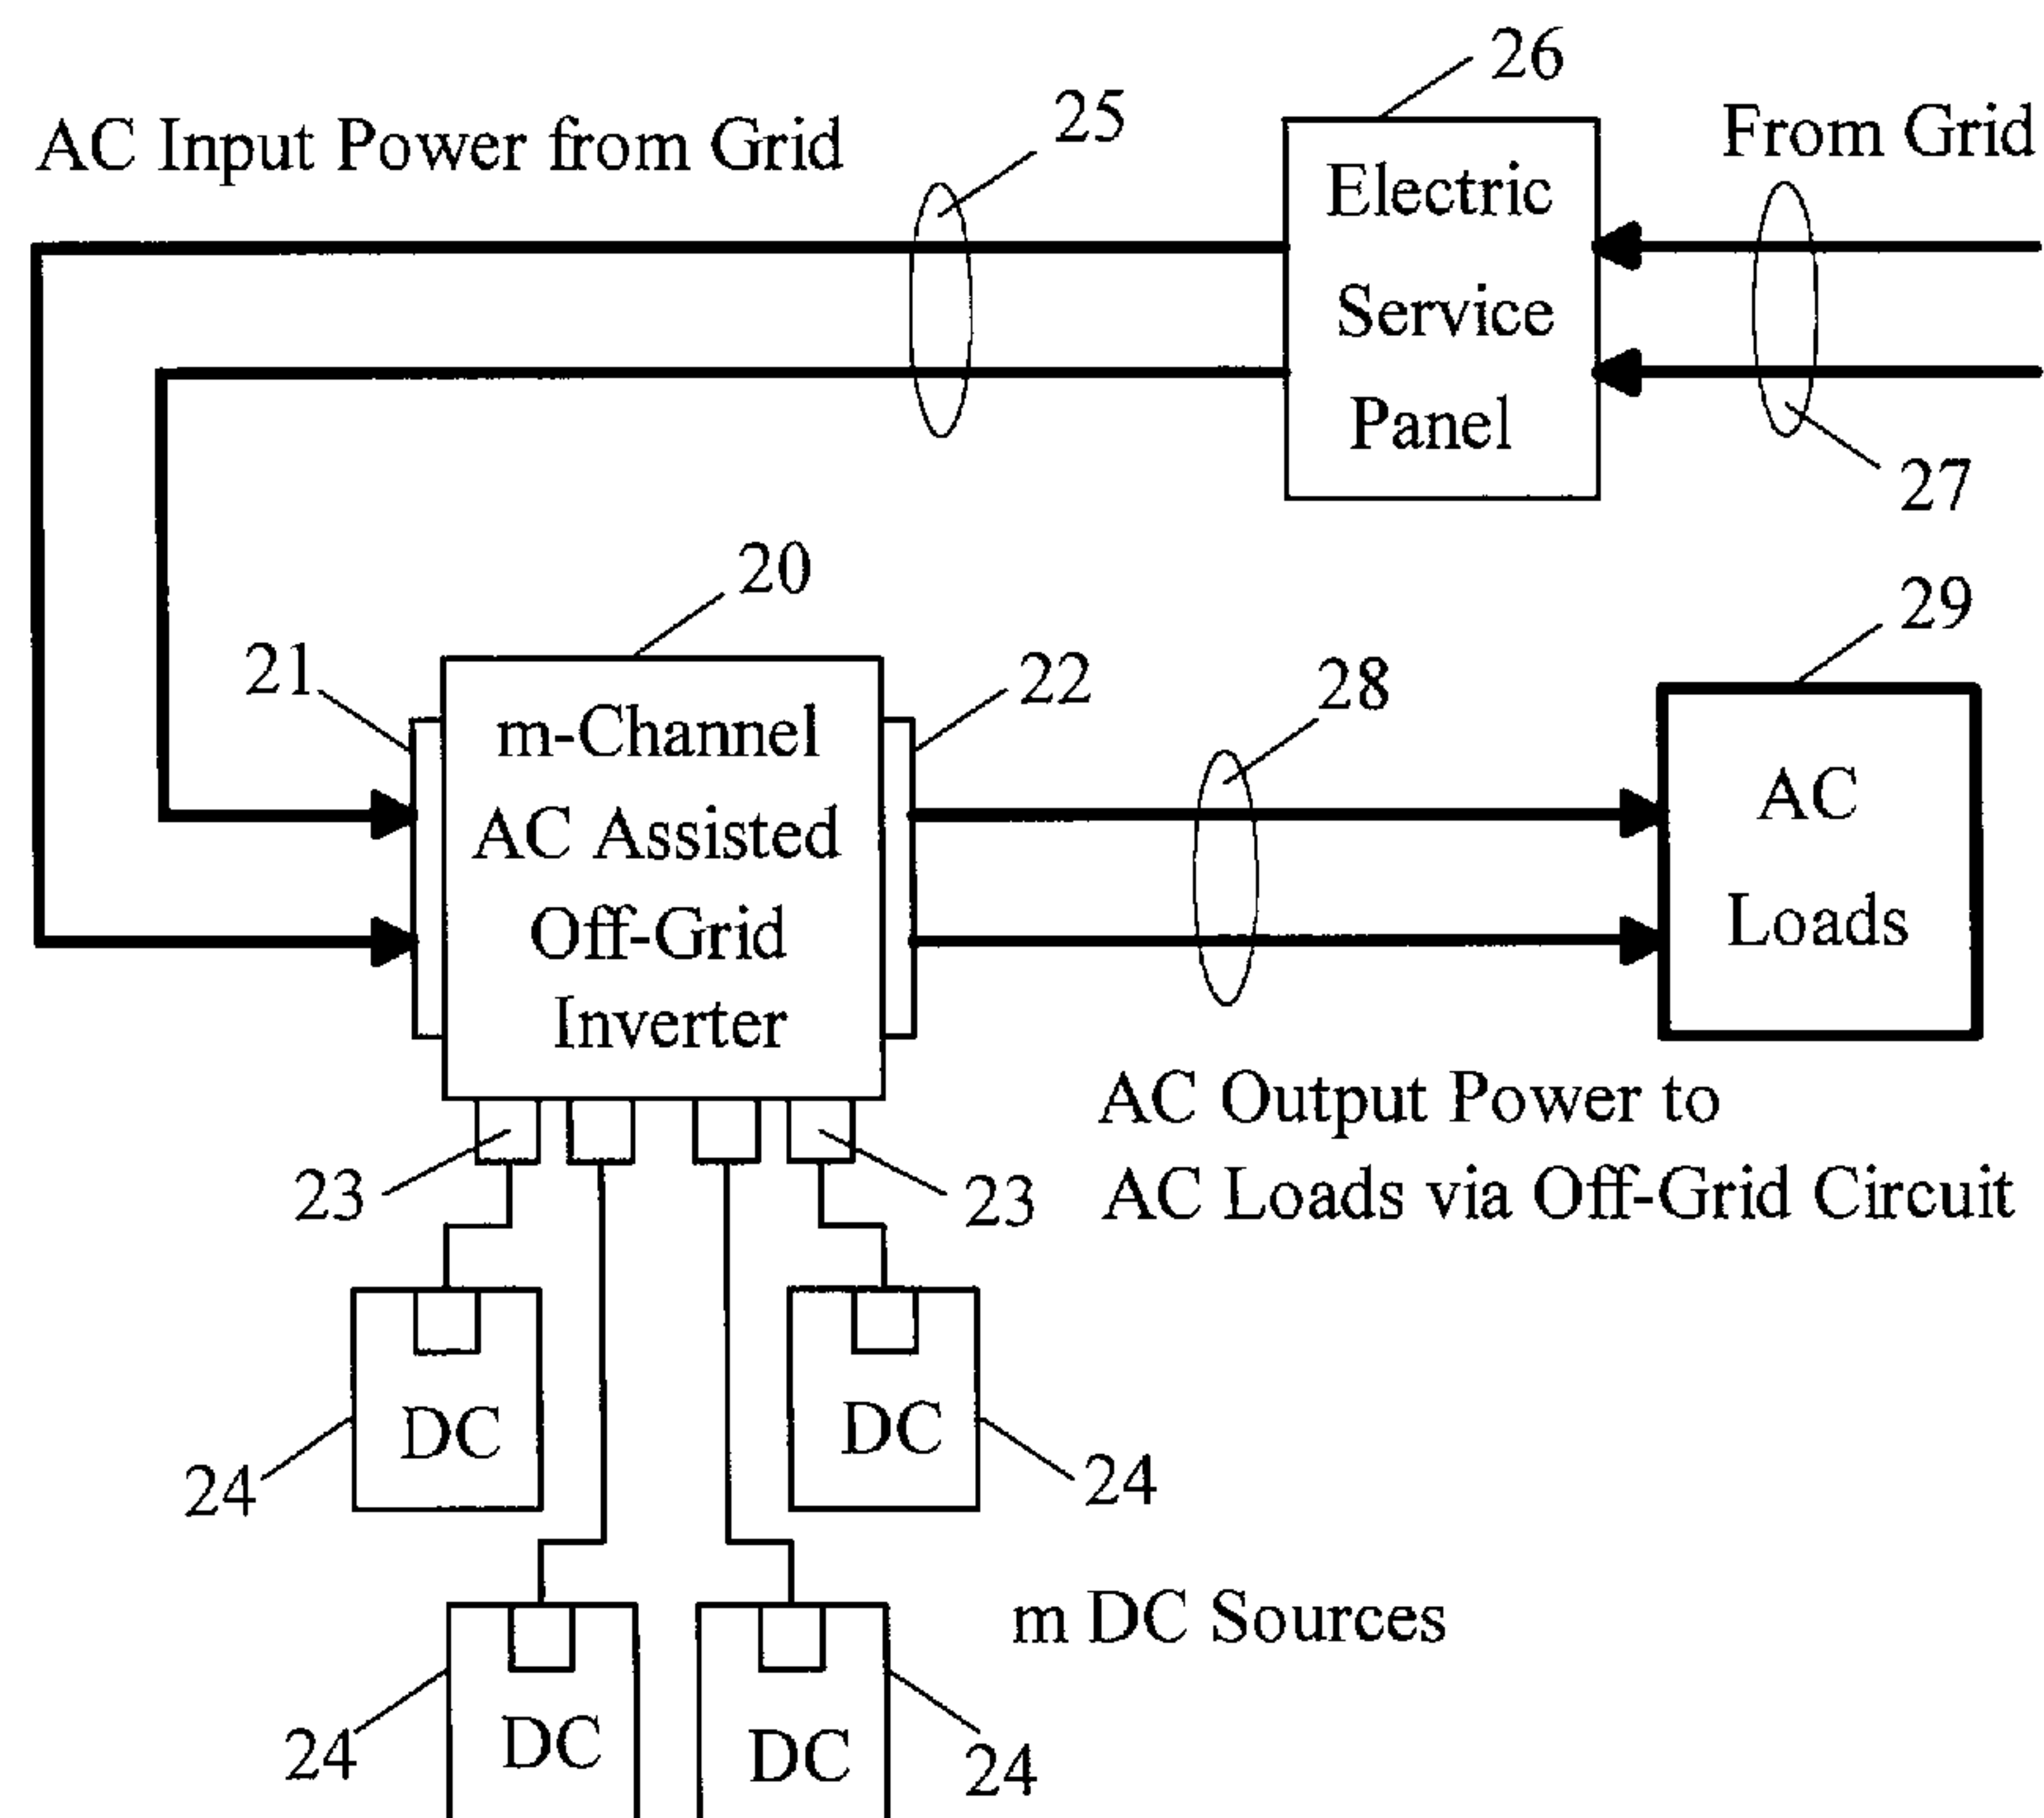 26
25
AC Input Power from Grid
From Grid
Electric
Service
Panel
27
20
29
21
22
28
m-Channel
AC Assisted
Off-Grid
Inverter
AC
Loads
23
23
AC Output Power to
AC Loads via Off-Grid Circuit
DC
DC
24
24
m DC Sources
DC
DC
24
24